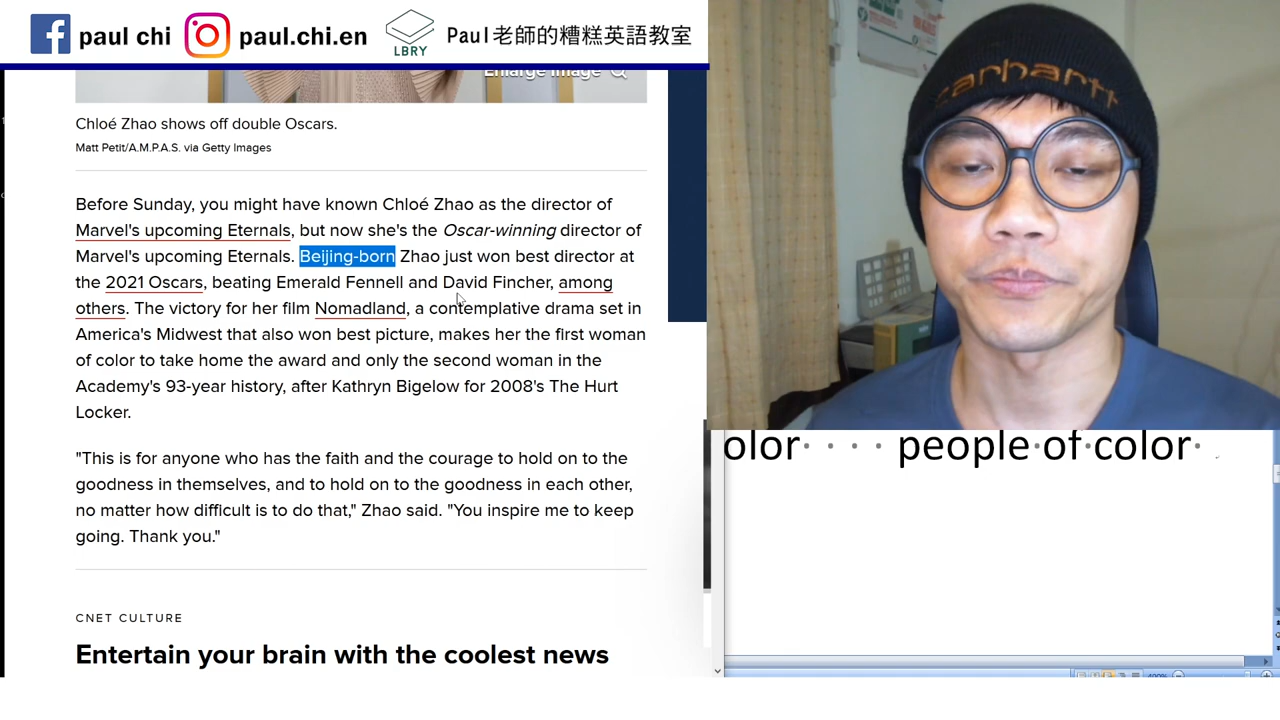 paul chi
paul.chi.en
LBRY
Paul老師的糟糕英語教室
Enlarge Image
carhartt
Chloé Zhao shows off double Oscars.
Matt Petit/A.M.P.A.S. via Getty Images
Before Sunday, you might have known Chloé Zhao as the director of
Marvel's upcoming Eternals, but now she's the Oscar-winning director of
Marvel's upcoming Eternals. Beijing-born Zhao just won best director at
the 2021 Oscars, beating Emerald Fennell and David Fincher, among
others. The victory for her film Nomadland, a contemplative drama set in
America's Midwest that also won best picture, makes her the first woman
of color to take home the award and only the second woman in the
Academy's 93-year history, after Kathryn Bigelow for 2008's The Hurt
Locker.
"This is for anyone who has the faith and the courage to hold on to the
goodness in themselves, and to hold on to the goodness in each other,
no matter how difficult is to do that," Zhao said. "You inspire me to keep
going. Thank you."
CNET CULTURE
Entertain your brain with the coolest news
olor · · · · people·of·color·